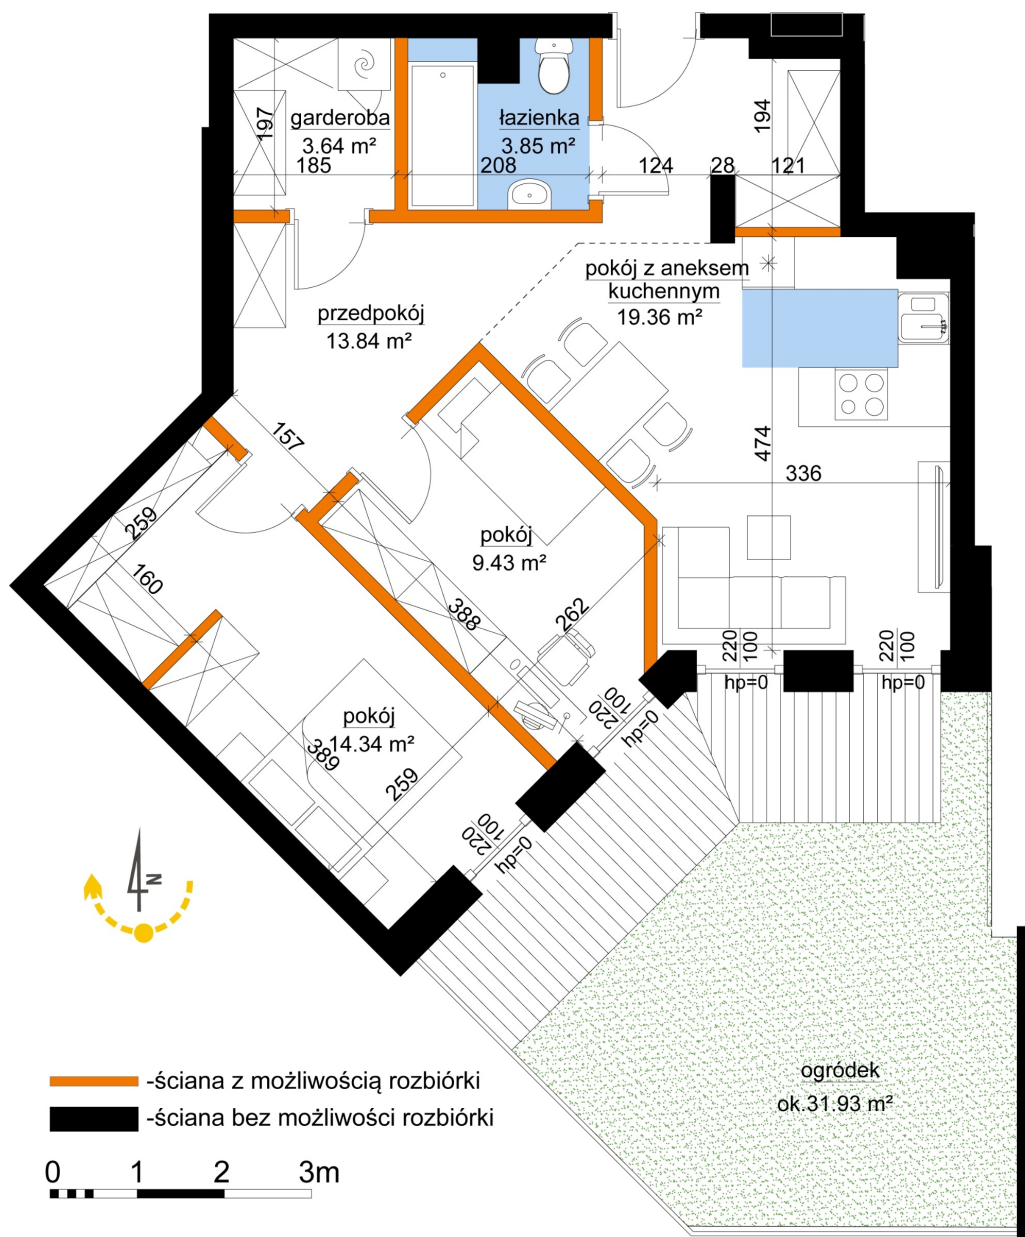 garderoba
3.64 m²
197
185
łazienka
3.85 m²
208
124
28
121
194
pokój z aneksem
kuchennym
19.36 m²
przedpokój
13.84 m²
157
474
336
259
160
pokój
9.43 m²
388
262
220
100
hp=0
220
100
hp=0
220
100
hp=0
pokój
14.34 m²
389
259
220
100
hp=0
N
ogródek
ok.31.93 m²
-ściana z możliwością rozbiórki
-ściana bez możliwości rozbiórki
0 1 2 3m